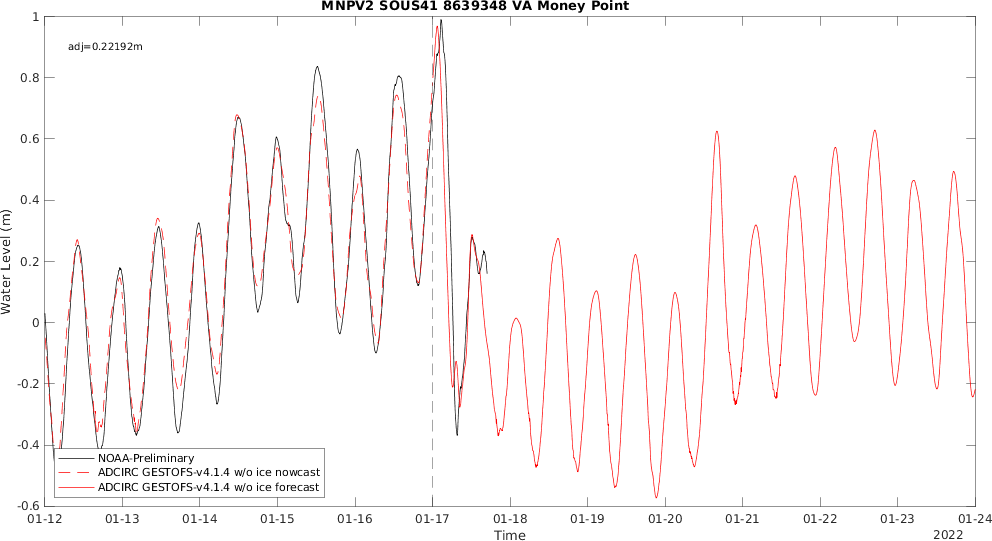 MNPV2 SOUS41 8639348 VA Money Point
adj=0.22192m
Water Level (m)
1
0.8
0.6
0.4
0.2
0
-0.2
-0.4
-0.6
NOAA-Preliminary
ADCIRC GESTOFS-v4.1.4 w/o ice nowcast
ADCIRC GESTOFS-v4.1.4 w/o ice forecast
01-12 01-13 01-14 01-15 01-16 01-17 01-18 01-19 01-20 01-21 01-22 01-23 01-24
Time
2022